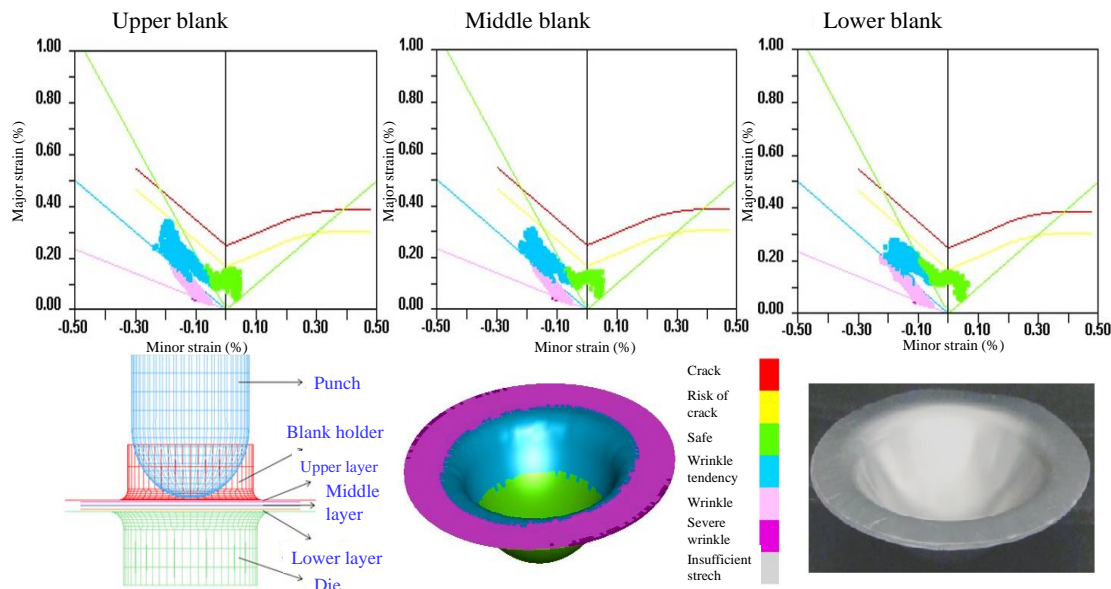 Upper blank
Middle blank
Lower blank
Major strain (%)
1.00
0.80
0.60
0.40
0.20
0.00
-0.50
-0.30
-0.10
0.10
0.30
0.50
Minor strain (%)
Major strain (%)
1.00
0.80
0.60
0.40
0.20
0.00
-0.50
-0.30
-0.10
0.10
0.30
0.50
Minor strain (%)
Major strain (%)
1.00
0.80
0.60
0.40
0.20
0.00
-0.50
-0.30
-0.10
0.10
0.30
0.50
Minor strain (%)
Punch
Blank holder
Upper layer
Middle
layer
Lower layer
Die
Crack
Risk of
crack
Safe
Wrinkle
tendency
Wrinkle
Severe
wrinkle
Insufficient
strech